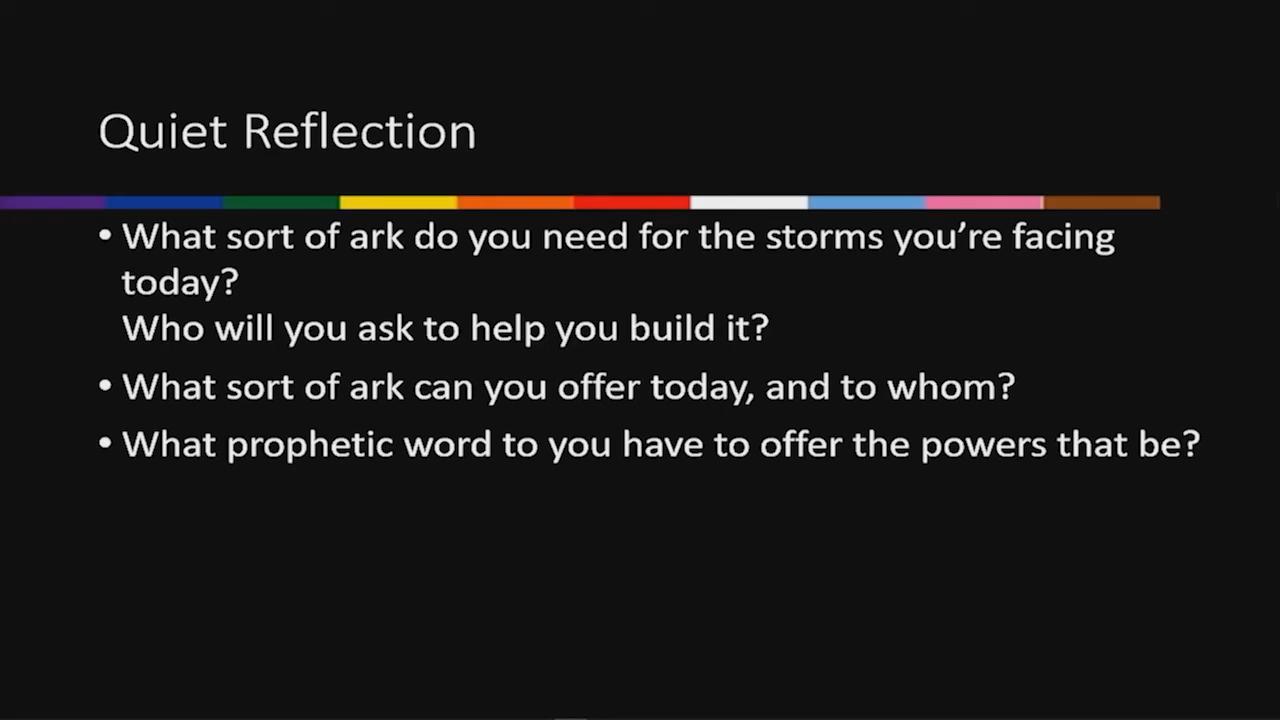 Quiet Reflection
• What sort of ark do you need for the storms you’re facing
today?
Who will you ask to help you build it?
• What sort of ark can you offer today, and to whom?
• What prophetic word to you have to offer the powers that be?